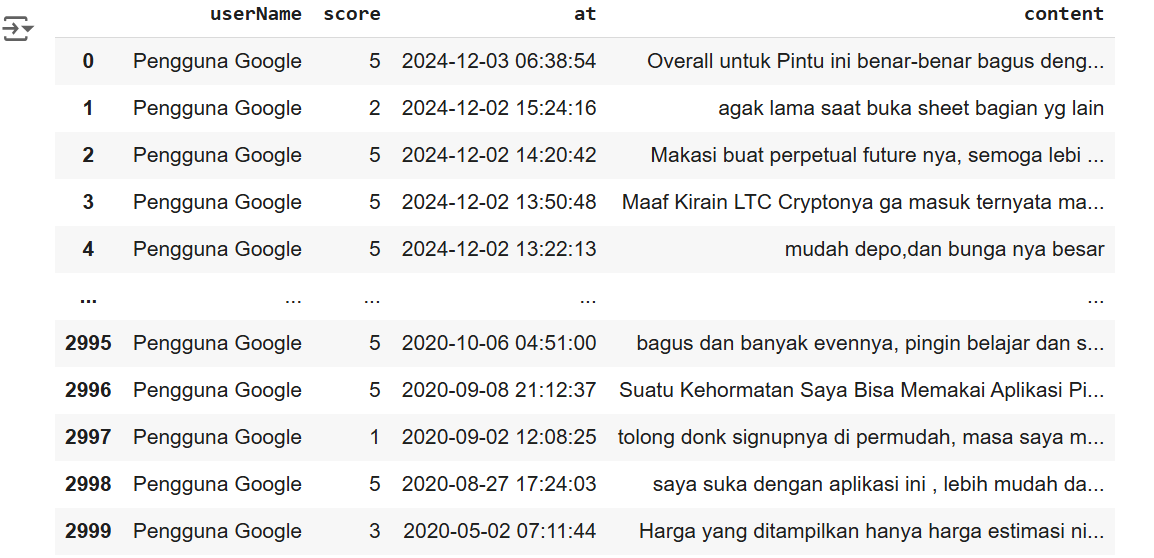 userName score at content
0 Pengguna Google 5 2024-12-03 06:38:54 Overall untuk Pintu ini benar-benar bagus deng...
1 Pengguna Google 2 2024-12-02 15:24:16 agak lama saat buka sheet bagian yg lain
2 Pengguna Google 5 2024-12-02 14:20:42 Makasi buat perpetual future nya, semoga lebi ...
3 Pengguna Google 5 2024-12-02 13:50:48 Maaf Kirain LTC Cryptonya ga masuk ternyata ma...
4 Pengguna Google 5 2024-12-02 13:22:13 mudah depo,dan bunga nya besar
... ... ... ... ...
2995 Pengguna Google 5 2020-10-06 04:51:00 bagus dan banyak evennya, pingin belajar dan s...
2996 Pengguna Google 5 2020-09-08 21:12:37 Suatu Kehormatan Saya Bisa Memakai Aplikasi Pi...
2997 Pengguna Google 1 2020-09-02 12:08:25 tolong donk signupnya di permudah, masa saya m...
2998 Pengguna Google 5 2020-08-27 17:24:03 saya suka dengan aplikasi ini , lebih mudah da...
2999 Pengguna Google 3 2020-05-02 07:11:44 Harga yang ditampilkan hanya harga estimasi ni...